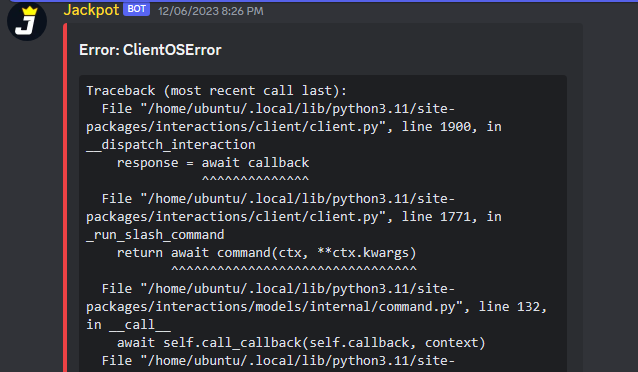 Jackpot BOT 12/06/2023 8:26 PM
Error: ClientOSError
Traceback (most recent call last):
  File "/home/ubuntu/.local/lib/python3.11/site-
packages/interactions/client/client.py", line 1900, in
__dispatch_interaction
    response = await callback
               ^^^^^^^^^^^^^^
  File "/home/ubuntu/.local/lib/python3.11/site-
packages/interactions/client/client.py", line 1771, in
_run_slash_command
    return await command(ctx, **ctx.kwargs)
           ^^^^^^^^^^^^^^^^^^^^^^^^^^^^^^^^
  File "/home/ubuntu/.local/lib/python3.11/site-
packages/interactions/models/internal/command.py", line 132,
in __call__
    await self.call_callback(self.callback, context)
  File "/home/ubuntu/.local/lib/python3.11/site-